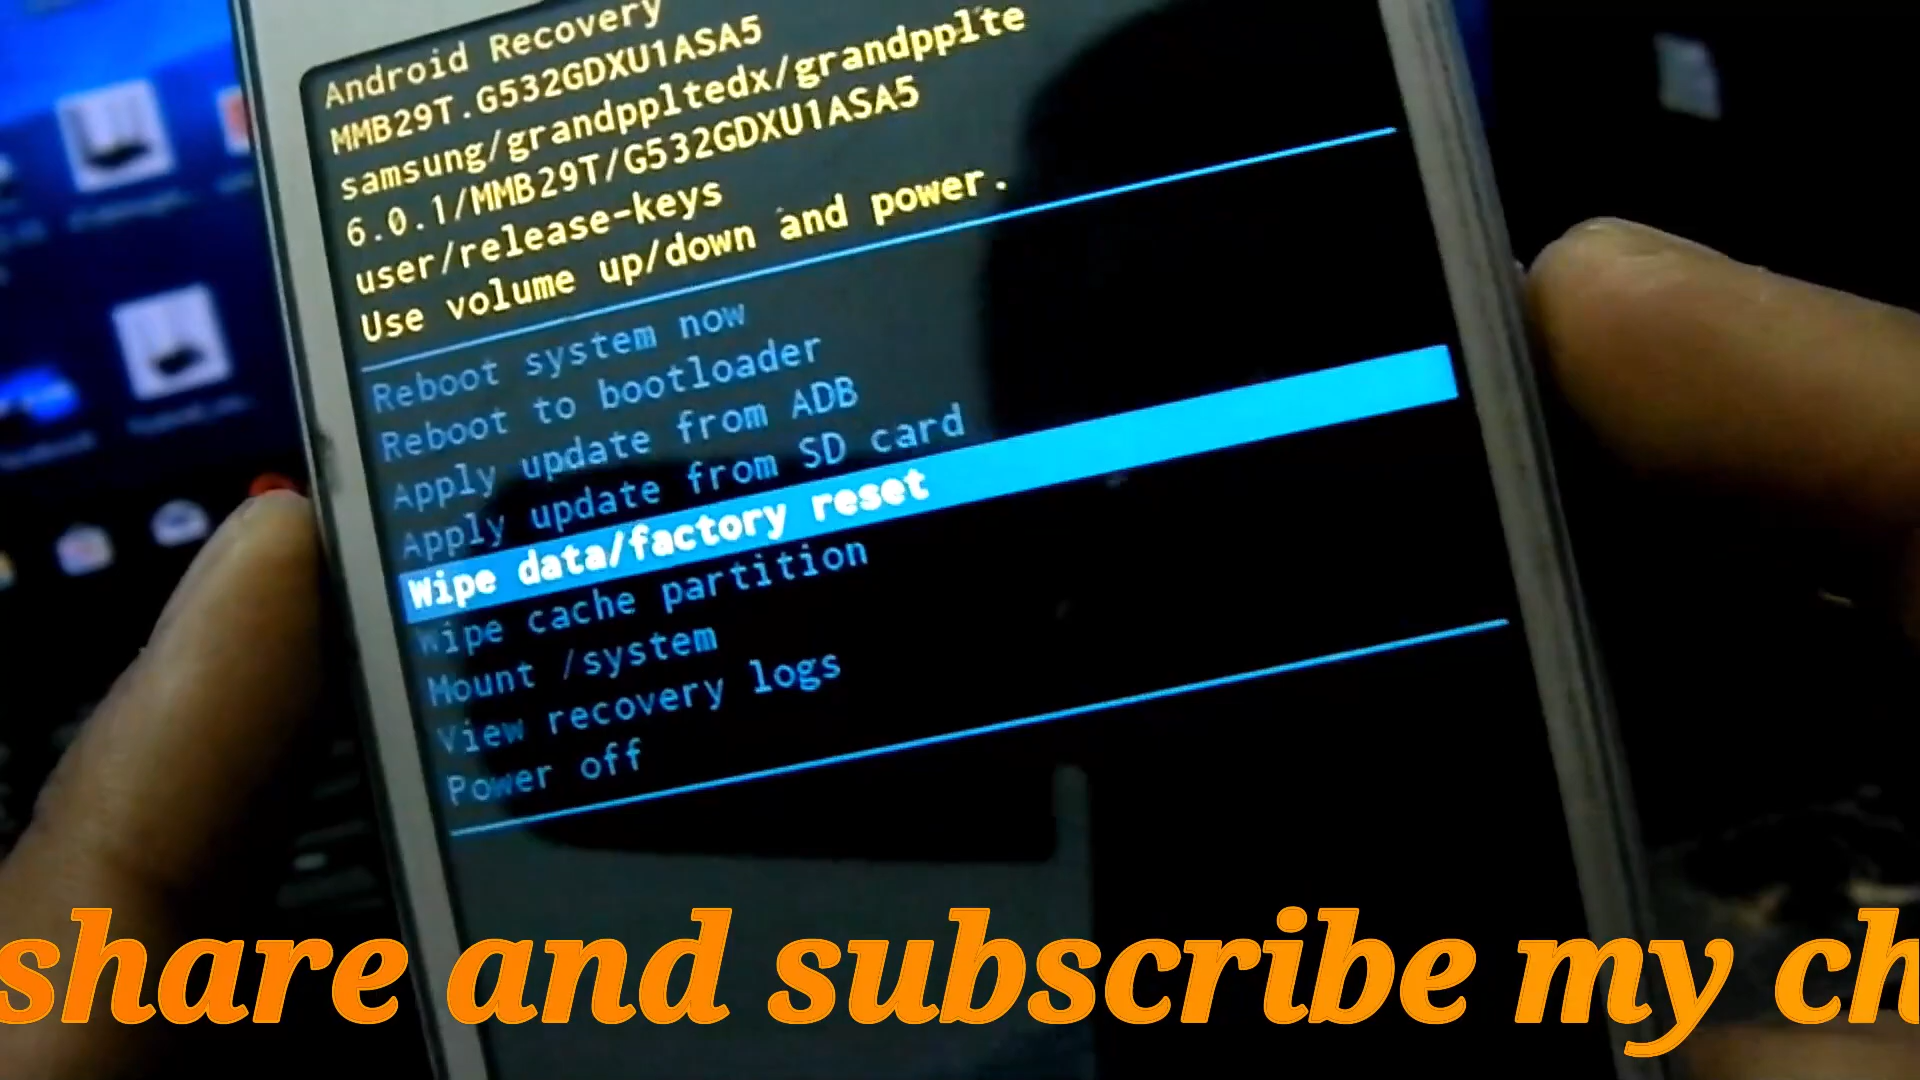 Android Recovery
MMB29T.G532GDXU1ASA5
samsung/grandppltedx/grandpplte
6.0.1/MMB29T/G532GDXU1ASA5
user/release-keys
Use volume up/down and power.
Reboot system now
Reboot to bootloader
Apply update from ADB
Apply update from SD card
Wipe data/factory reset
Wipe cache partition
Mount /system
View recovery logs
Power off
share and subscribe my ch